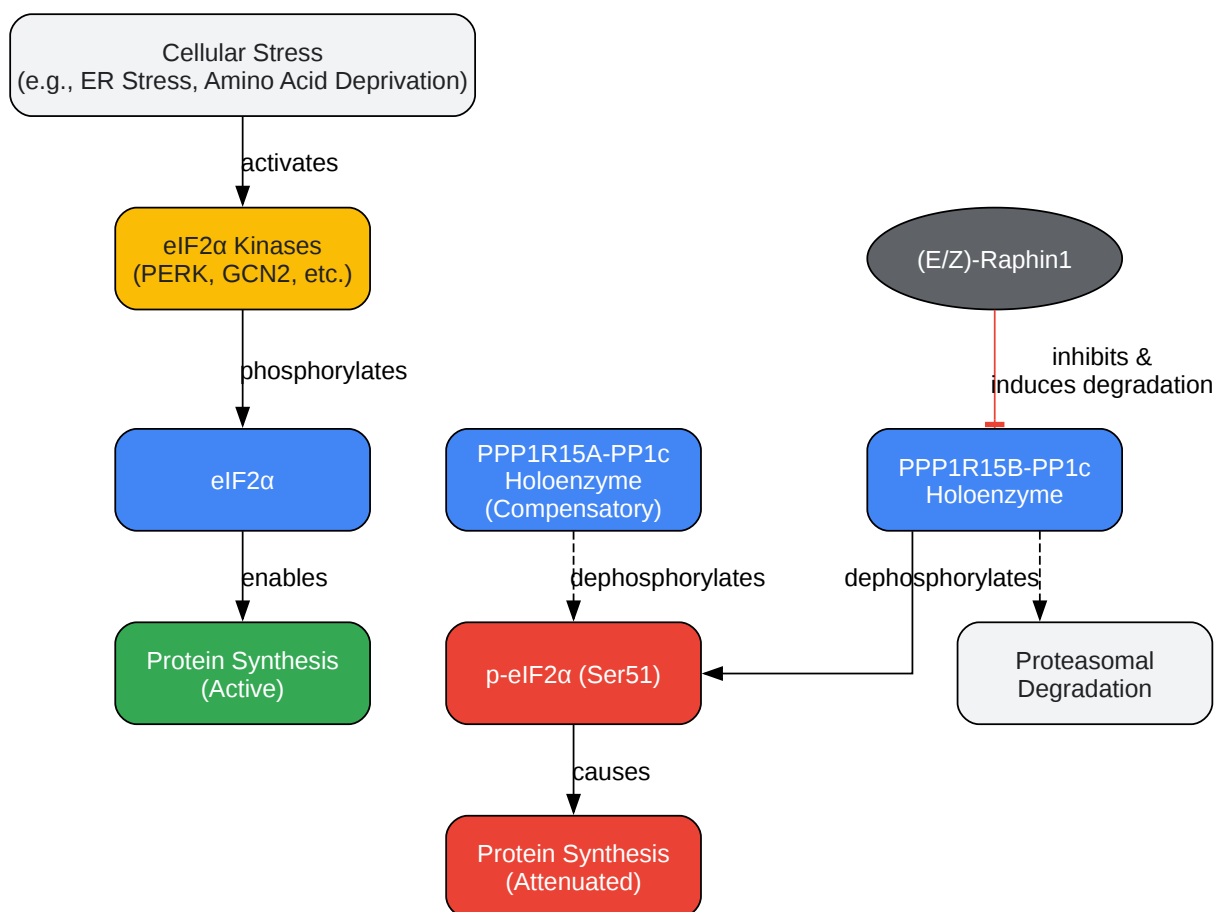 Cellular Stress
(e.g., ER Stress, Amino Acid Deprivation)
activates
eIF2α Kinases
(PERK, GCN2, etc.)
(E/Z)-Raphin1
phosphorylates
inhibits &
induces degradation
eIF2α
PPP1R15A-PP1c
Holoenzyme
(Compensatory)
PPP1R15B-PP1c
Holoenzyme
enables
dephosphorylates
dephosphorylates
Protein Synthesis
(Active)
p-eIF2α (Ser51)
Proteasomal
Degradation
causes
Protein Synthesis
(Attenuated)